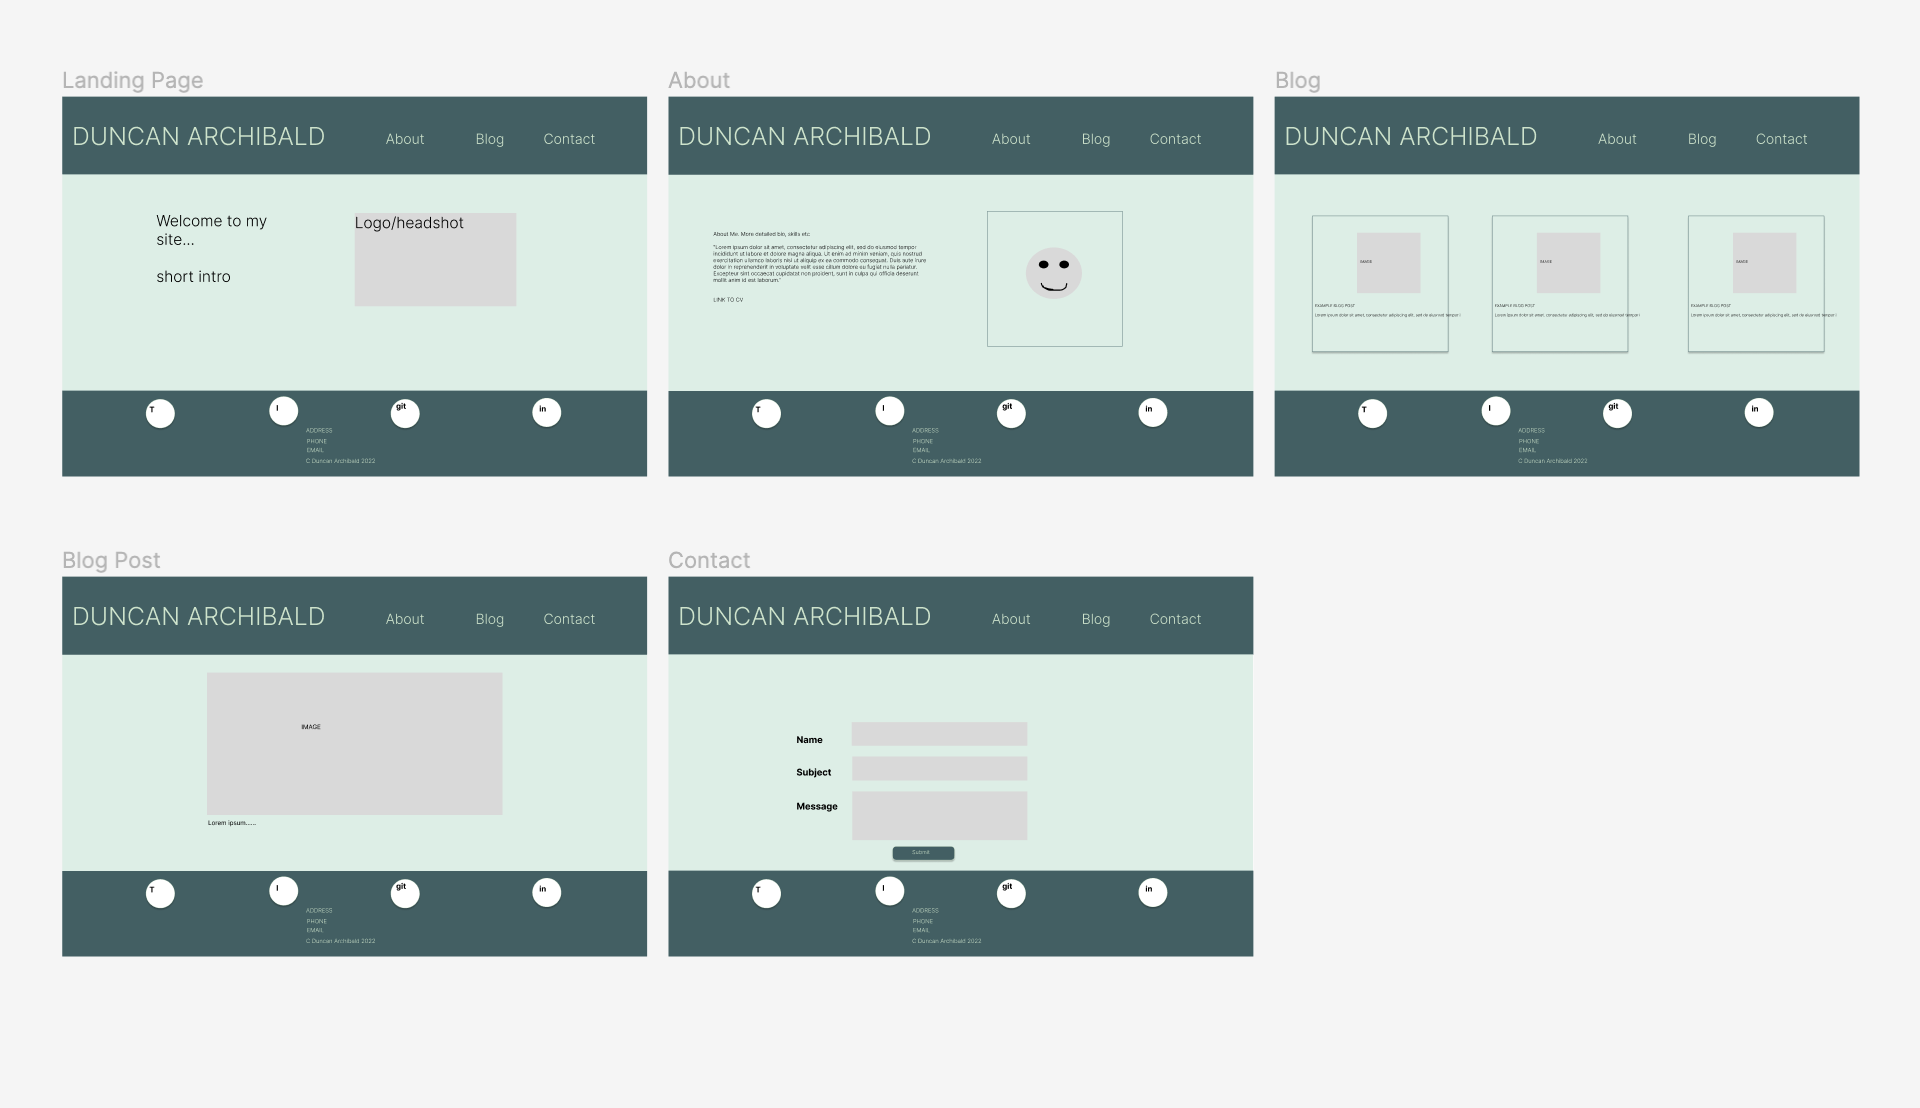 Landing Page
DUNCAN ARCHIBALD About Blog Contact
Welcome to my
site...
short intro
Logo/headshot
T I git in
ADDRESS
PHONE
EMAIL
C Duncan Archibald 2022
About
DUNCAN ARCHIBALD About Blog Contact
About Me. More detailed bio, skills etc
"Lorem ipsum dolor sit amet, consectetur adipiscing elit, sed do eiusmod tempor
incididunt ut labore et dolore magna aliqua. Ut enim ad minim veniam, quis nostrud
exercitation ullamco laboris nisi ut aliquip ex ea commodo consequat. Duis aute irure
dolor in reprehenderit in voluptate velit esse cillum dolore eu fugiat nulla pariatur.
Excepteur sint occaecat cupidatat non proident, sunt in culpa qui officia deserunt
mollit anim id est laborum."
LINK TO CV
T I git in
ADDRESS
PHONE
EMAIL
C Duncan Archibald 2022
Blog
DUNCAN ARCHIBALD About Blog Contact
IMAGE
EXAMPLE BLOG POST
Lorem ipsum dolor sit amet, consectetur adipiscing elit, sed do eiusmod tempor i
IMAGE
EXAMPLE BLOG POST
Lorem ipsum dolor sit amet, consectetur adipiscing elit, sed do eiusmod tempor i
IMAGE
EXAMPLE BLOG POST
Lorem ipsum dolor sit amet, consectetur adipiscing elit, sed do eiusmod tempor i
T I git in
ADDRESS
PHONE
EMAIL
C Duncan Archibald 2022
Blog Post
DUNCAN ARCHIBALD About Blog Contact
IMAGE
Lorem ipsum......
T I git in
ADDRESS
PHONE
EMAIL
C Duncan Archibald 2022
Contact
DUNCAN ARCHIBALD About Blog Contact
Name
Subject
Message
Submit
T I git in
ADDRESS
PHONE
EMAIL
C Duncan Archibald 2022